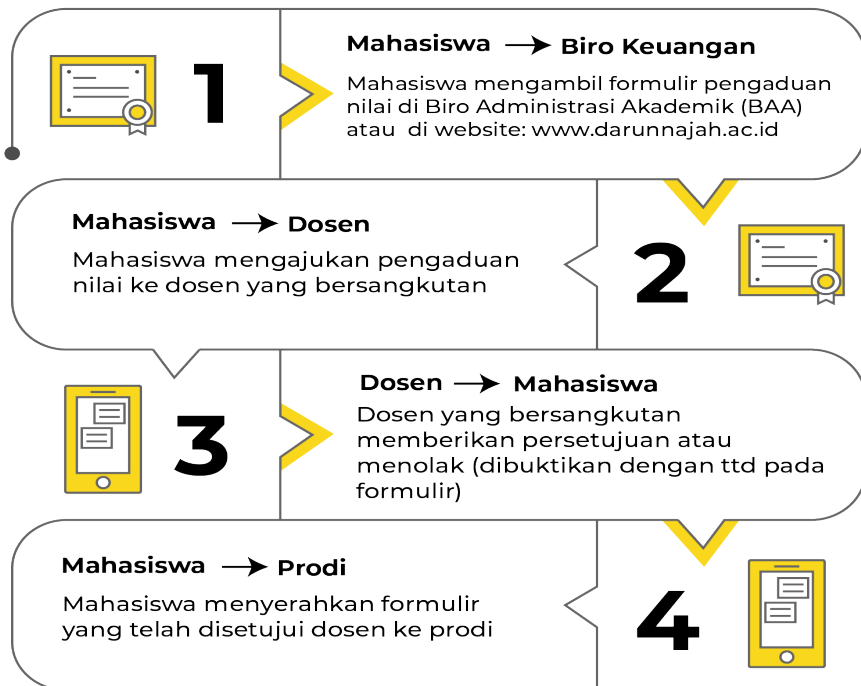 1
Mahasiswa → Biro Keuangan
Mahasiswa mengambil formulir pengaduan
nilai di Biro Administrasi Akademik (BAA)
atau di website: www.darunnajah.ac.id
Mahasiswa → Dosen
Mahasiswa mengajukan pengaduan
nilai ke dosen yang bersangkutan
2
3
Dosen → Mahasiswa
Dosen yang bersangkutan
memberikan persetujuan atau
menolak (dibuktikan dengan ttd pada
formulir)
Mahasiswa → Prodi
Mahasiswa menyerahkan formulir
yang telah disetujui dosen ke prodi
4